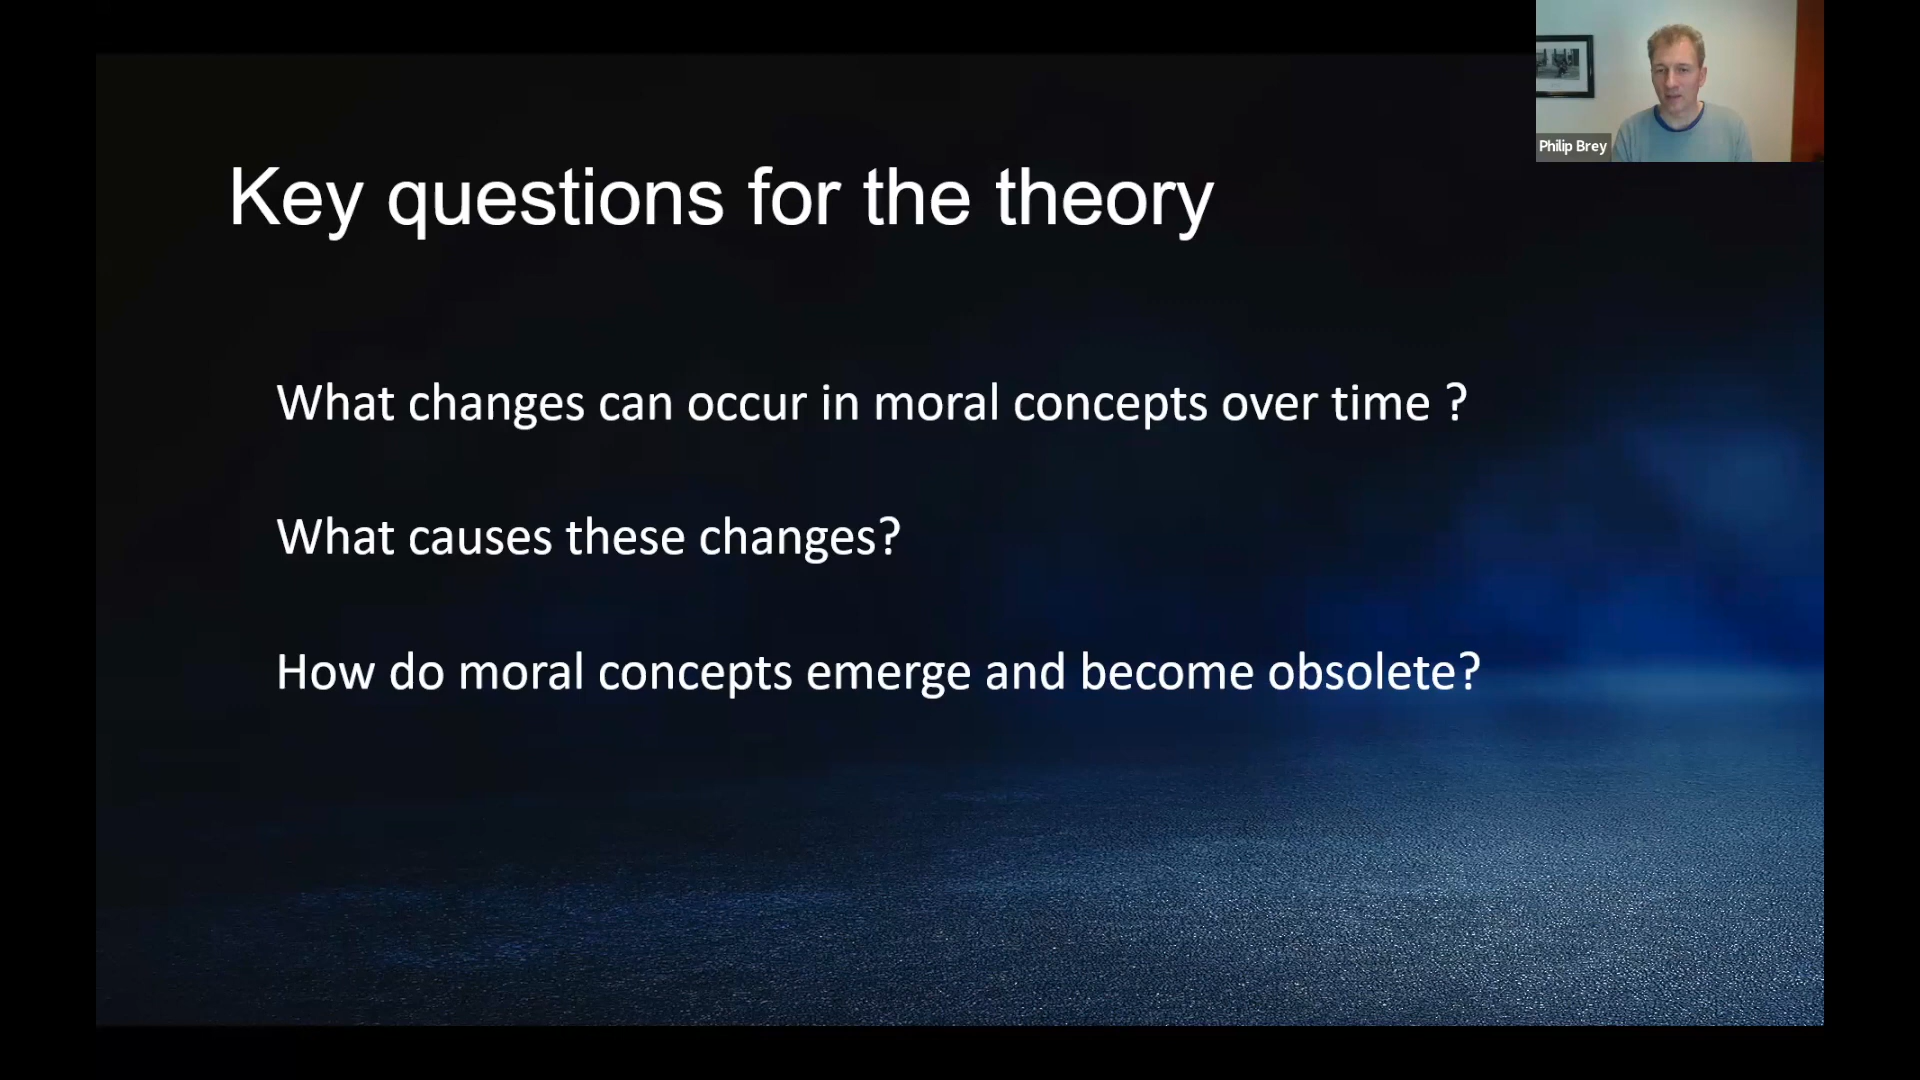 Philip Brey
Key questions for the theory
What changes can occur in moral concepts over time ?
What causes these changes?
How do moral concepts emerge and become obsolete?